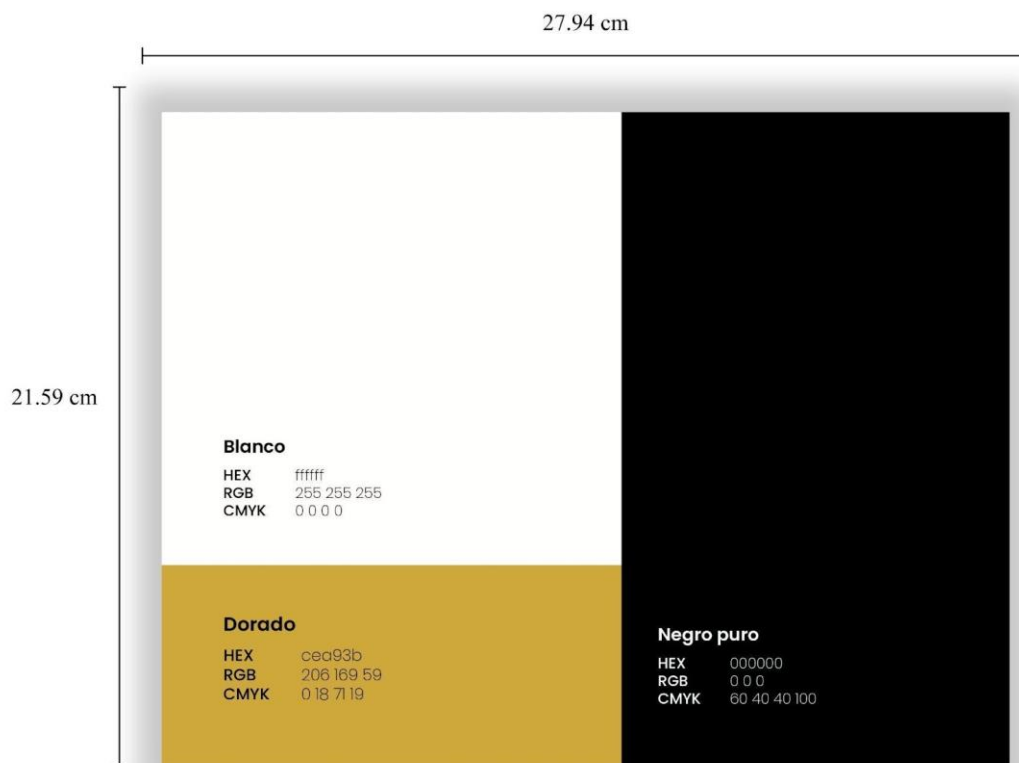 27.94 cm
21.59 cm
Blanco
HEX ffffff
RGB 255 255 255
CMYK 0 0 0 0
Dorado
HEX cea93b
RGB 206 169 59
CMYK 0 18 71 19
Negro puro
HEX 000000
RGB 0 0 0
CMYK 60 40 40 100